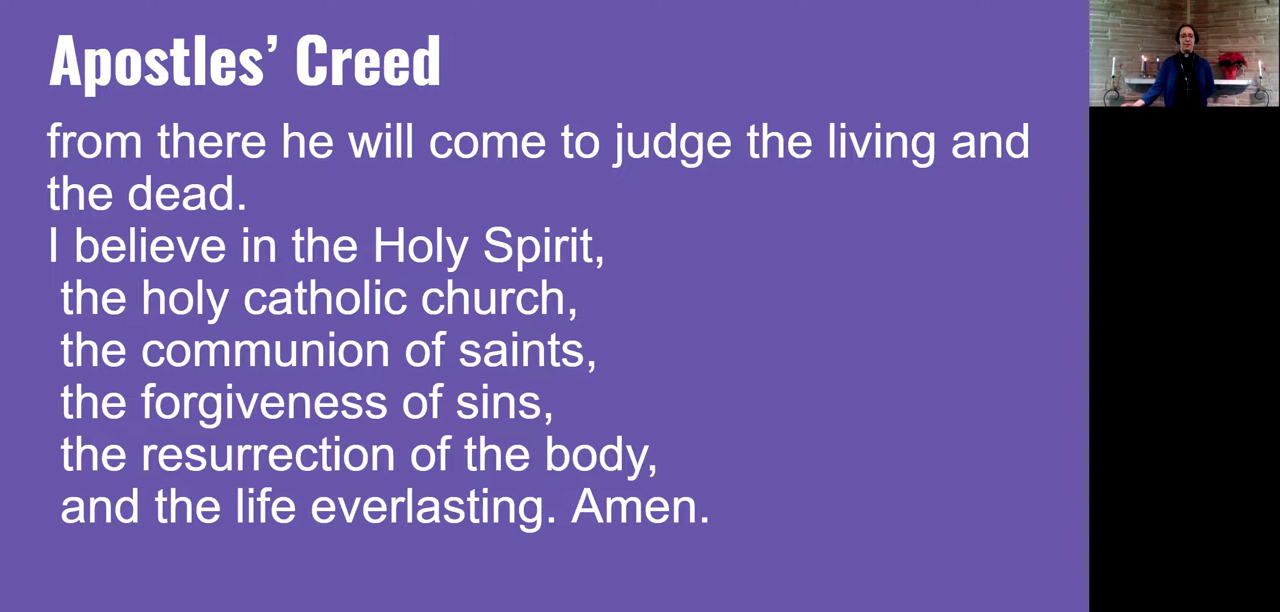 Apostles’ Creed
from there he will come to judge the living and
the dead.
I believe in the Holy Spirit,
the holy catholic church,
the communion of saints,
the forgiveness of sins,
the resurrection of the body,
and the life everlasting. Amen.